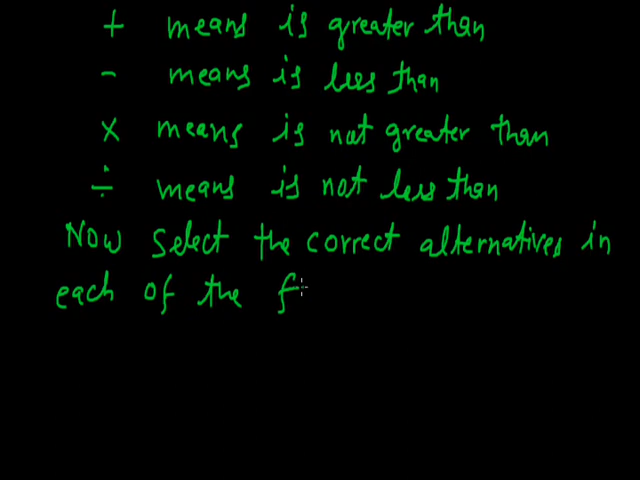 + means is greater than
- means is less than
× means is not greater than
÷ means is not less than
Now select the correct alternatives in
each of the f